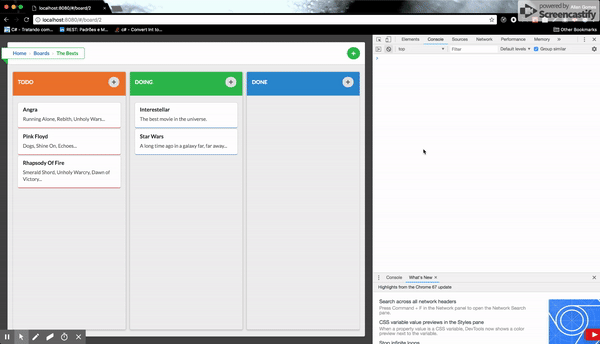 powered by
Screencastify
localhost:8080/#/board/2
localhost:8080/#/board/2
C# - Tratando com...
REST: Padrões e M...
c# - Convert Int to...
Other Bookmarks
Home > Boards > The Bests
Elements Console Sources Network Performance Memory »
top
Filter
Default levels
Group similar
TODO
Angra
Running Alone, Rebith, Unholy Wars...
Pink Floyd
Dogs, Shine On, Echoes...
Rhapsody Of Fire
Smerald Shord, Unholy Warcry, Dawn of
Victory...
DOING
Interestellar
The best movie in the universe.
Star Wars
A long time ago in a galaxy far, far away...
DONE
Console What's New ×
Highlights from the Chrome 67 update
Search across all network headers
Press Command + F in the Network panel to open the Network Search
pane.
CSS variable value previews in the Styles pane
When a property value is a CSS variable, DevTools now shows a color
preview next to the variable.
Stop infinite loops